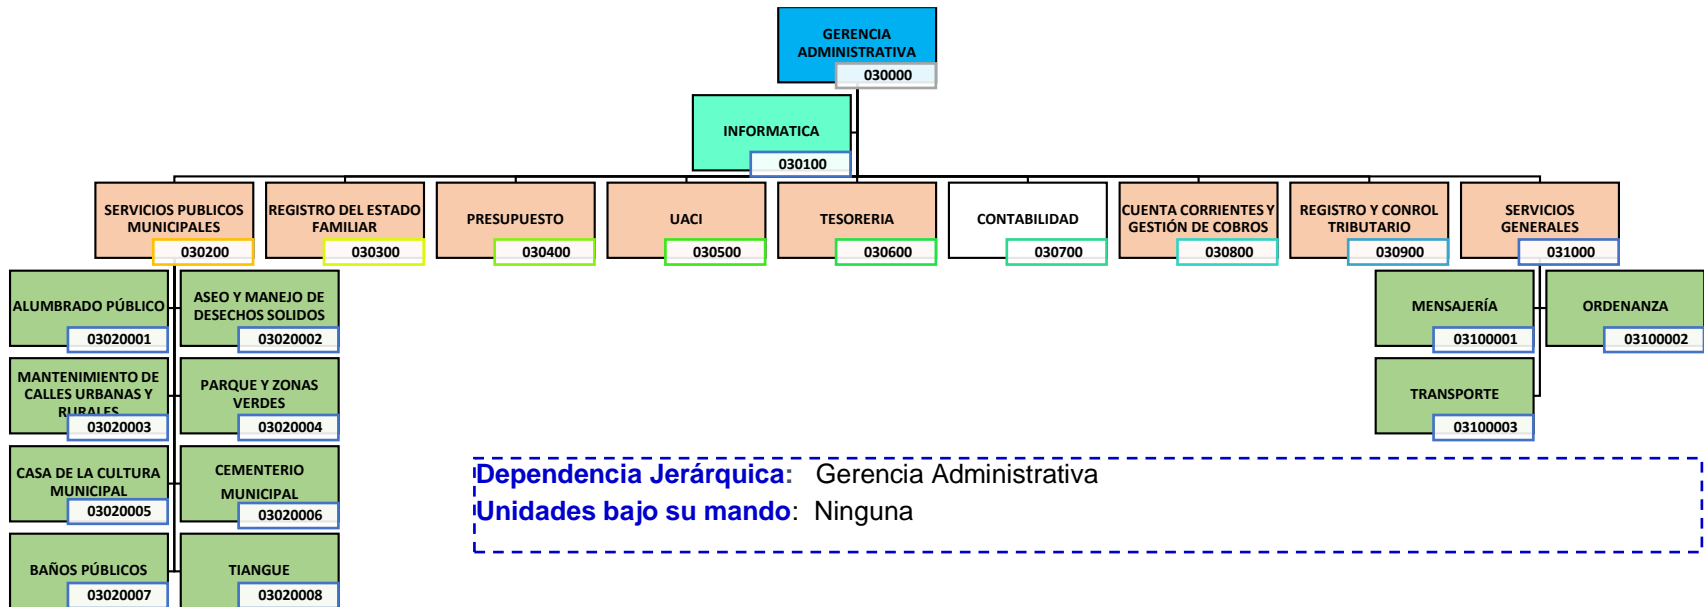 GERENCIA
ADMINISTRATIVA
030000
INFORMATICA
030100
SERVICIOS PUBLICOS
MUNICIPALES
030200
REGISTRO DEL ESTADO
FAMILIAR
030300
PRESUPUESTO
030400
UACI
030500
TESORERIA
030600
CONTABILIDAD
030700
CUENTA CORRIENTES Y
GESTIÓN DE COBROS
030800
REGISTRO Y CONROL
TRIBUTARIO
030900
SERVICIOS
GENERALES
031000
ALUMBRADO PÚBLICO
03020001
ASEO Y MANEJO DE
DESECHOS SOLIDOS
03020002
MENSAJERÍA
03100001
ORDENANZA
03100002
MANTENIMIENTO DE
CALLES URBANAS Y
RURALES
03020003
PARQUE Y ZONAS
VERDES
03020004
TRANSPORTE
03100003
CASA DE LA CULTURA
MUNICIPAL
03020005
CEMENTERIO
MUNICIPAL
03020006
Dependencia Jerárquica: Gerencia Administrativa
Unidades bajo su mando: Ninguna
BAÑOS PÚBLICOS
03020007
TIANGUE
03020008